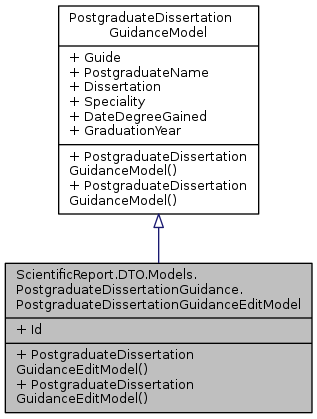 PostgraduateDissertation
GuidanceModel
+ Guide
+ PostgraduateName
+ Dissertation
+ Speciality
+ DateDegreeGained
+ GraduationYear
+ PostgraduateDissertation
GuidanceModel()
+ PostgraduateDissertation
GuidanceModel()
ScientificReport.DTO.Models.
PostgraduateDissertationGuidance.
PostgraduateDissertationGuidanceEditModel
+ Id
+ PostgraduateDissertation
GuidanceEditModel()
+ PostgraduateDissertation
GuidanceEditModel()